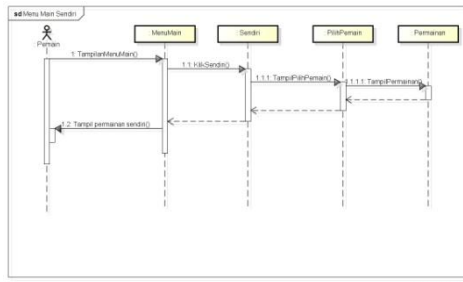 sd Menu Main Sendiri
Pemain
MenuMain
Sendiri
PilihPemain
Permainan
1: TampilanMenuMain()
1.1: KlikSendiri()
1.1.1: TampilPilihPemain()
1.1.1.1: TampilPermainan()
1.2: Tampil permainan sendiri()